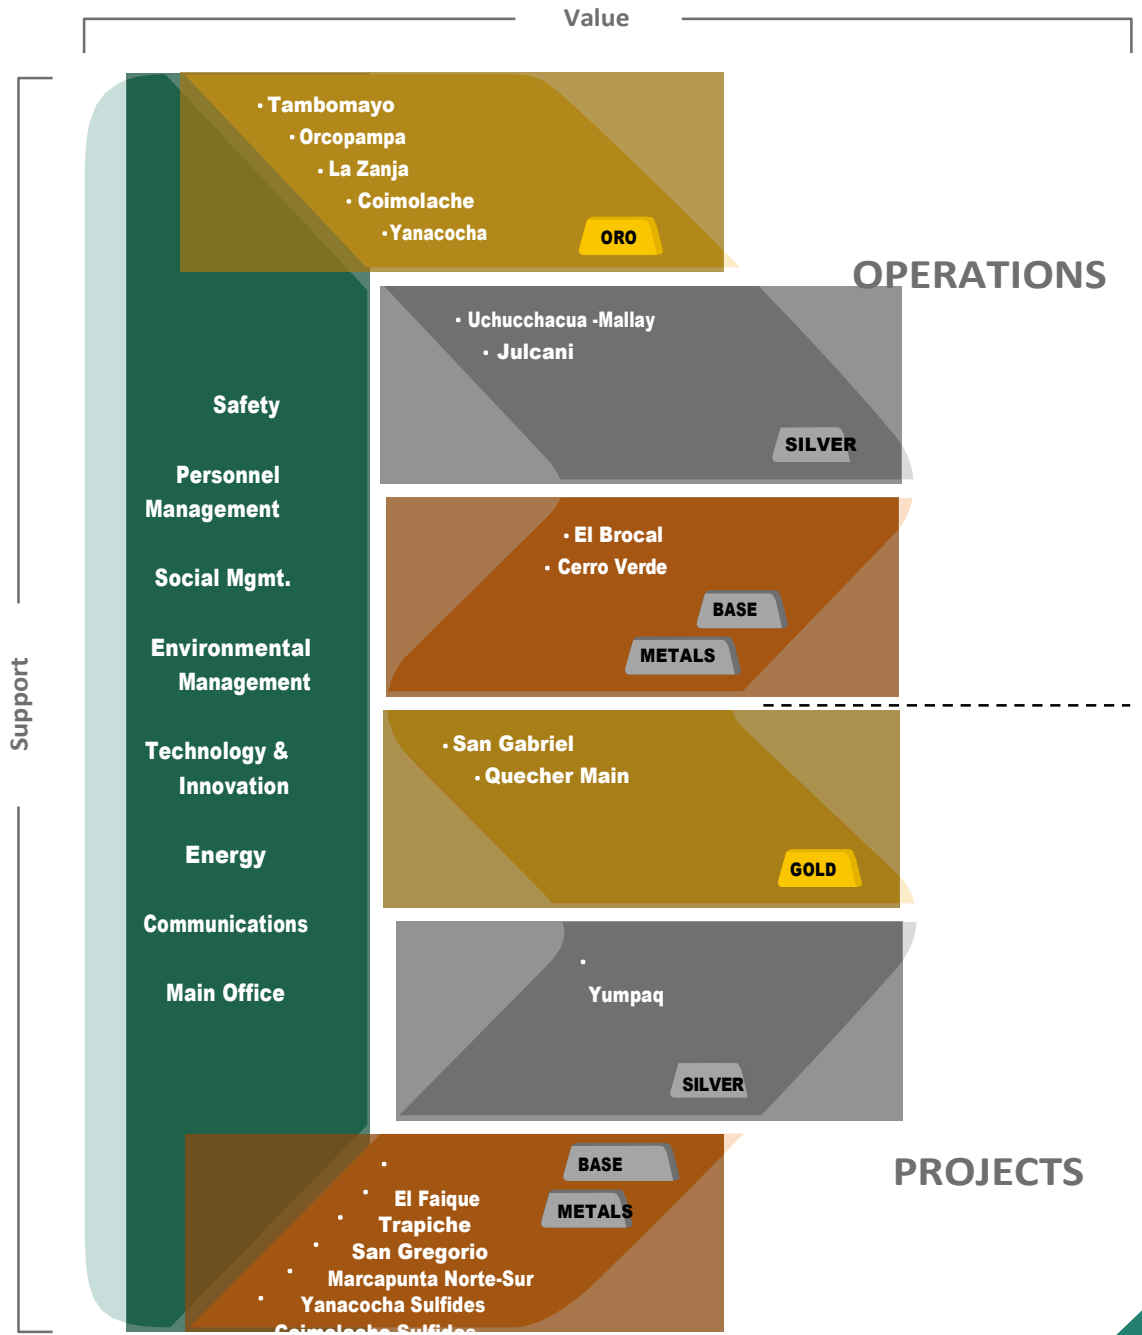 Value
• Tambomayo
• Orcopampa
• La Zanja
• Coimolache
• Yanacocha
ORO
OPERATIONS
• Uchucchacua -Mallay
• Julcani
SILVER
• El Brocal
• Cerro Verde
BASE
METALS
Support
Safety
Personnel
Management
Social Mgmt.
Environmental
Management
Technology &
Innovation
Energy
Communications
Main Office
• San Gabriel
• Quecher Main
GOLD
•
Yumpaq
SILVER
PROJECTS
BASE
METALS
•
• El Faique
• Trapiche
• San Gregorio
• Marcapunta Norte-Sur
• Yanacocha Sulfides
Coimolache Sulfides